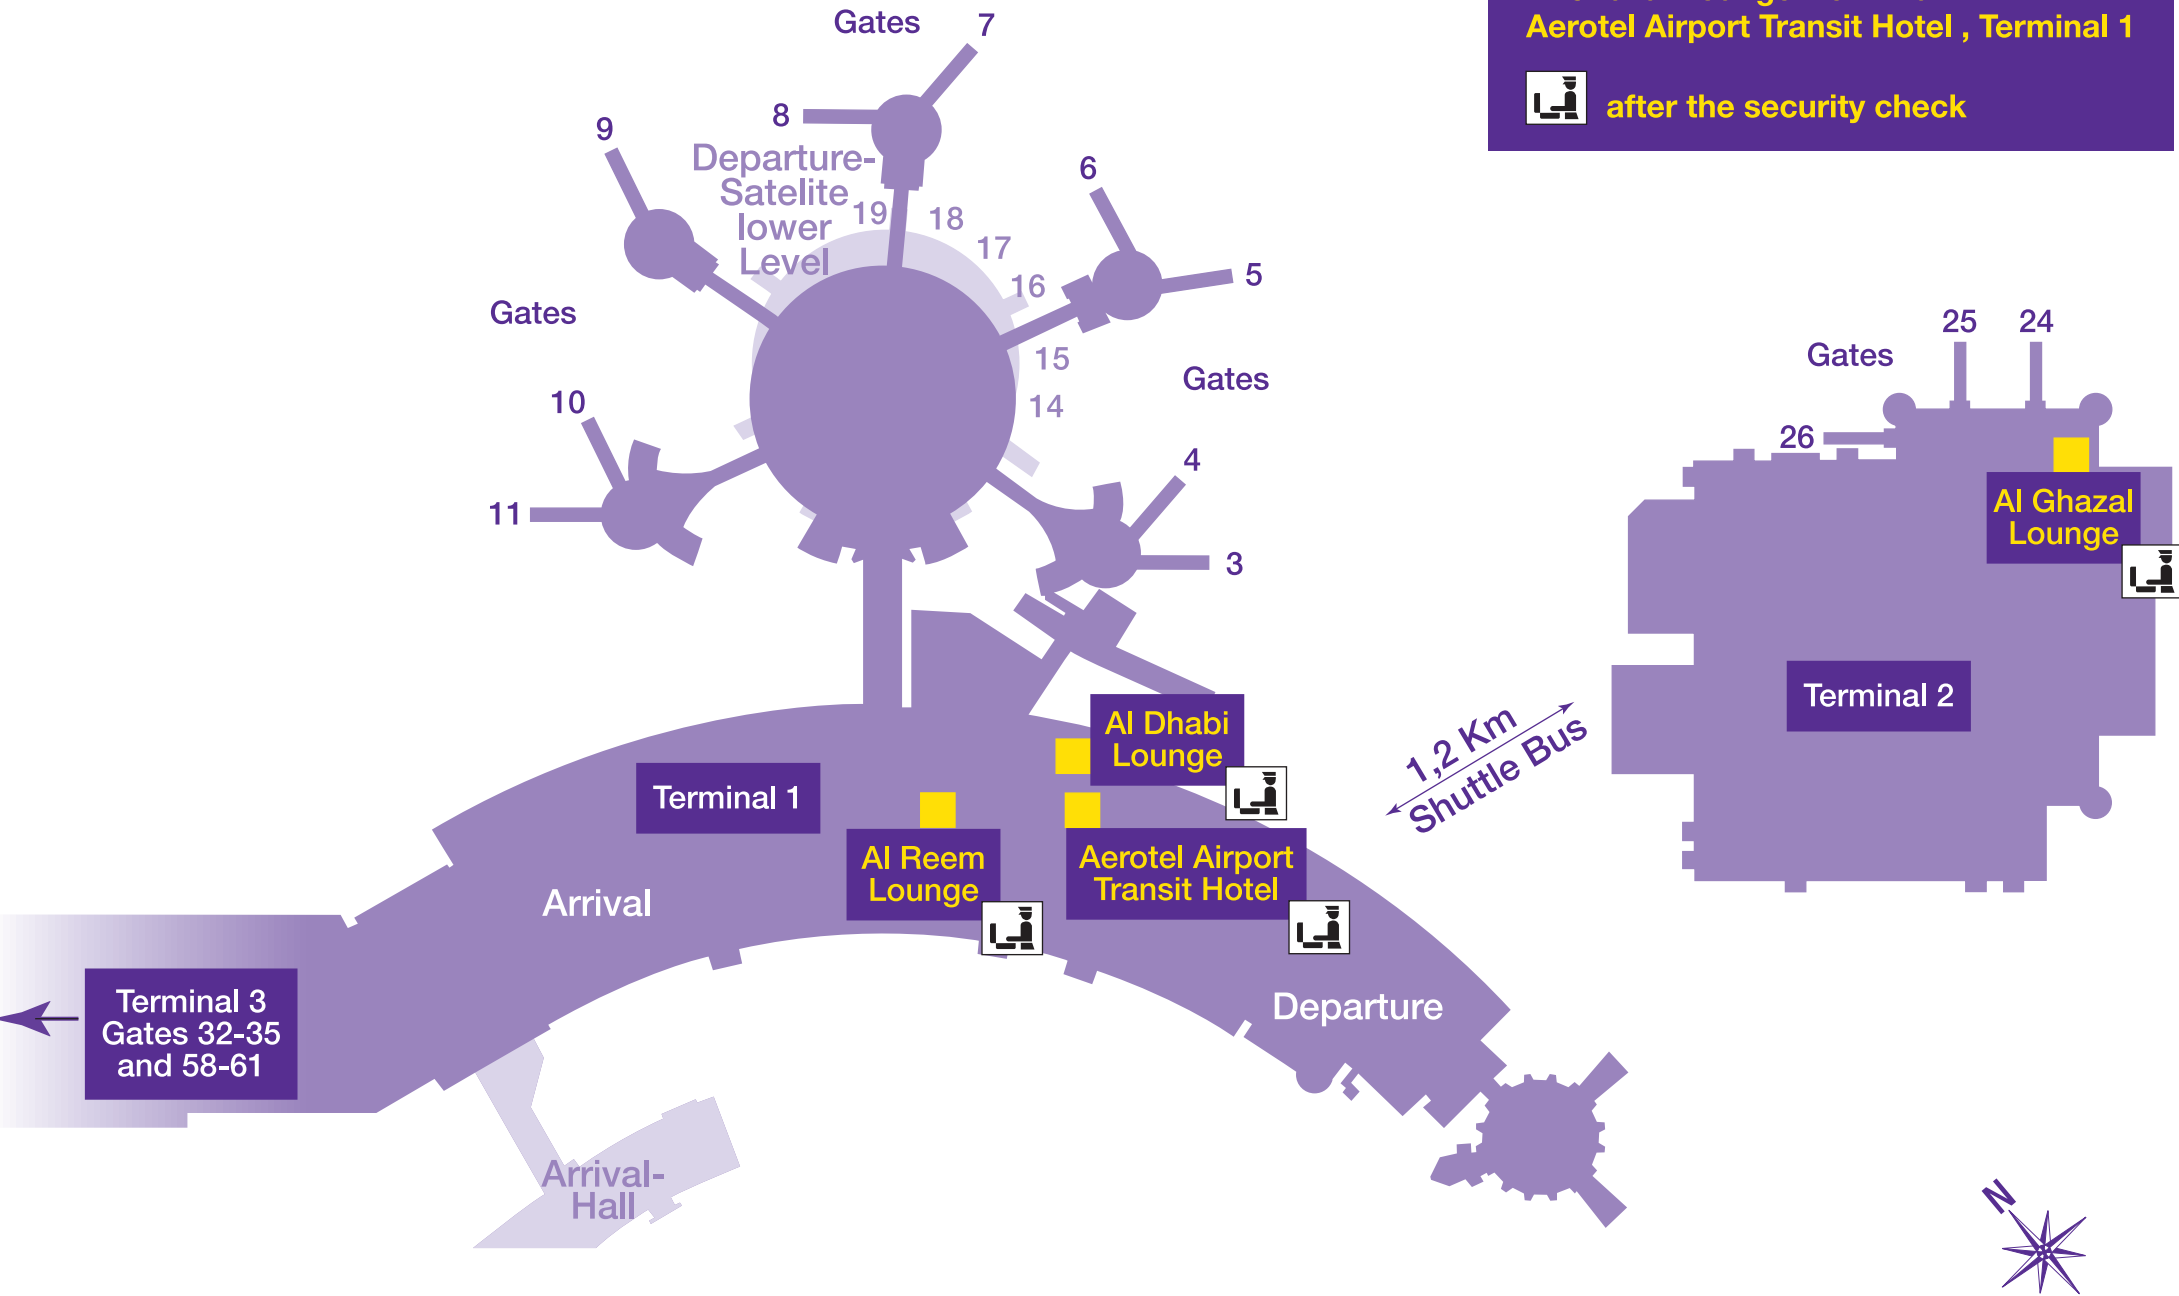 Aerotel Airport Transit Hotel , Terminal 1
after the security check
Gates
7
8
9
Departure-
Satelite
lower
Level
19
18
17
16
15
14
6
5
Gates
Gates
10
11
4
3
25
24
Gates
26
Al Ghazal
Lounge
Terminal 2
1,2 Km
Shuttle Bus
Al Dhabi
Lounge
Terminal 1
Al Reem
Lounge
Aerotel Airport
Transit Hotel
Arrival
Departure
Terminal 3
Gates 32-35
and 58-61
Arrival-
Hall
N